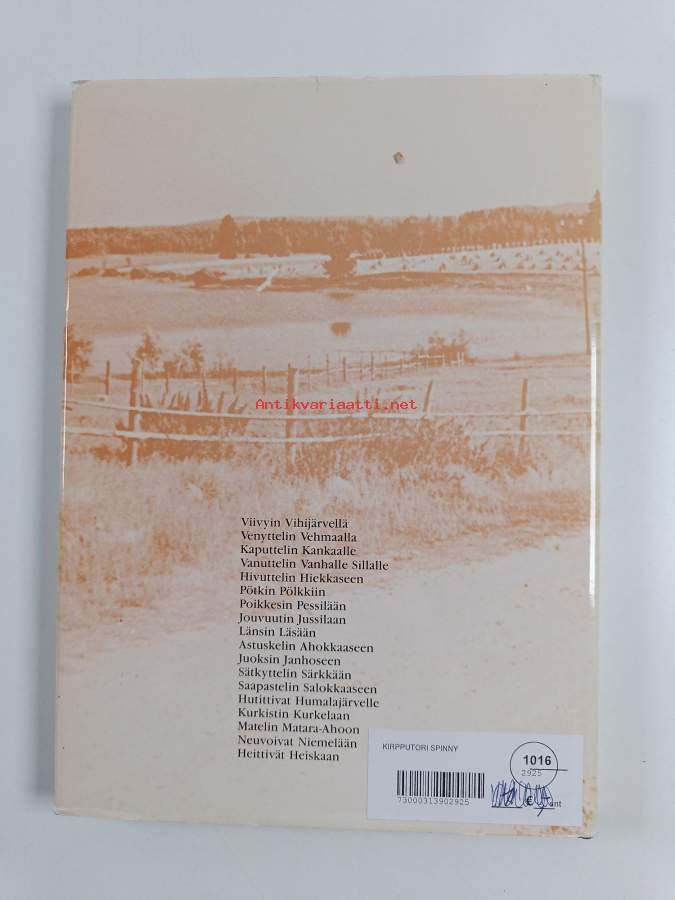 Antikvariaatti.net
Viivyin Vihijärvellä
Venyttelin Vehmaalla
Kaputtelin Kankaalle
Vanuttelin Vanhalle Sillalle
Hivuttelin Hiekkaseen
Pötkin Pölkkiin
Poikkesin Pessilään
Jouvuutin Jussilaan
Länsin Läsään
Astuskelin Ahokkaaseen
Juoksin Janhoseen
Sätkyttelin Särkkään
Saapastelin Salokkaaseen
Hutittivat Humalajärvelle
Kurkistin Kurkelaan
Matelin Matara-Ahoon
Neuvoivat Niemelään
Heittivät Heiskaan
KIRPPUTORI SPINNY
1016
2925
73000313902925
€